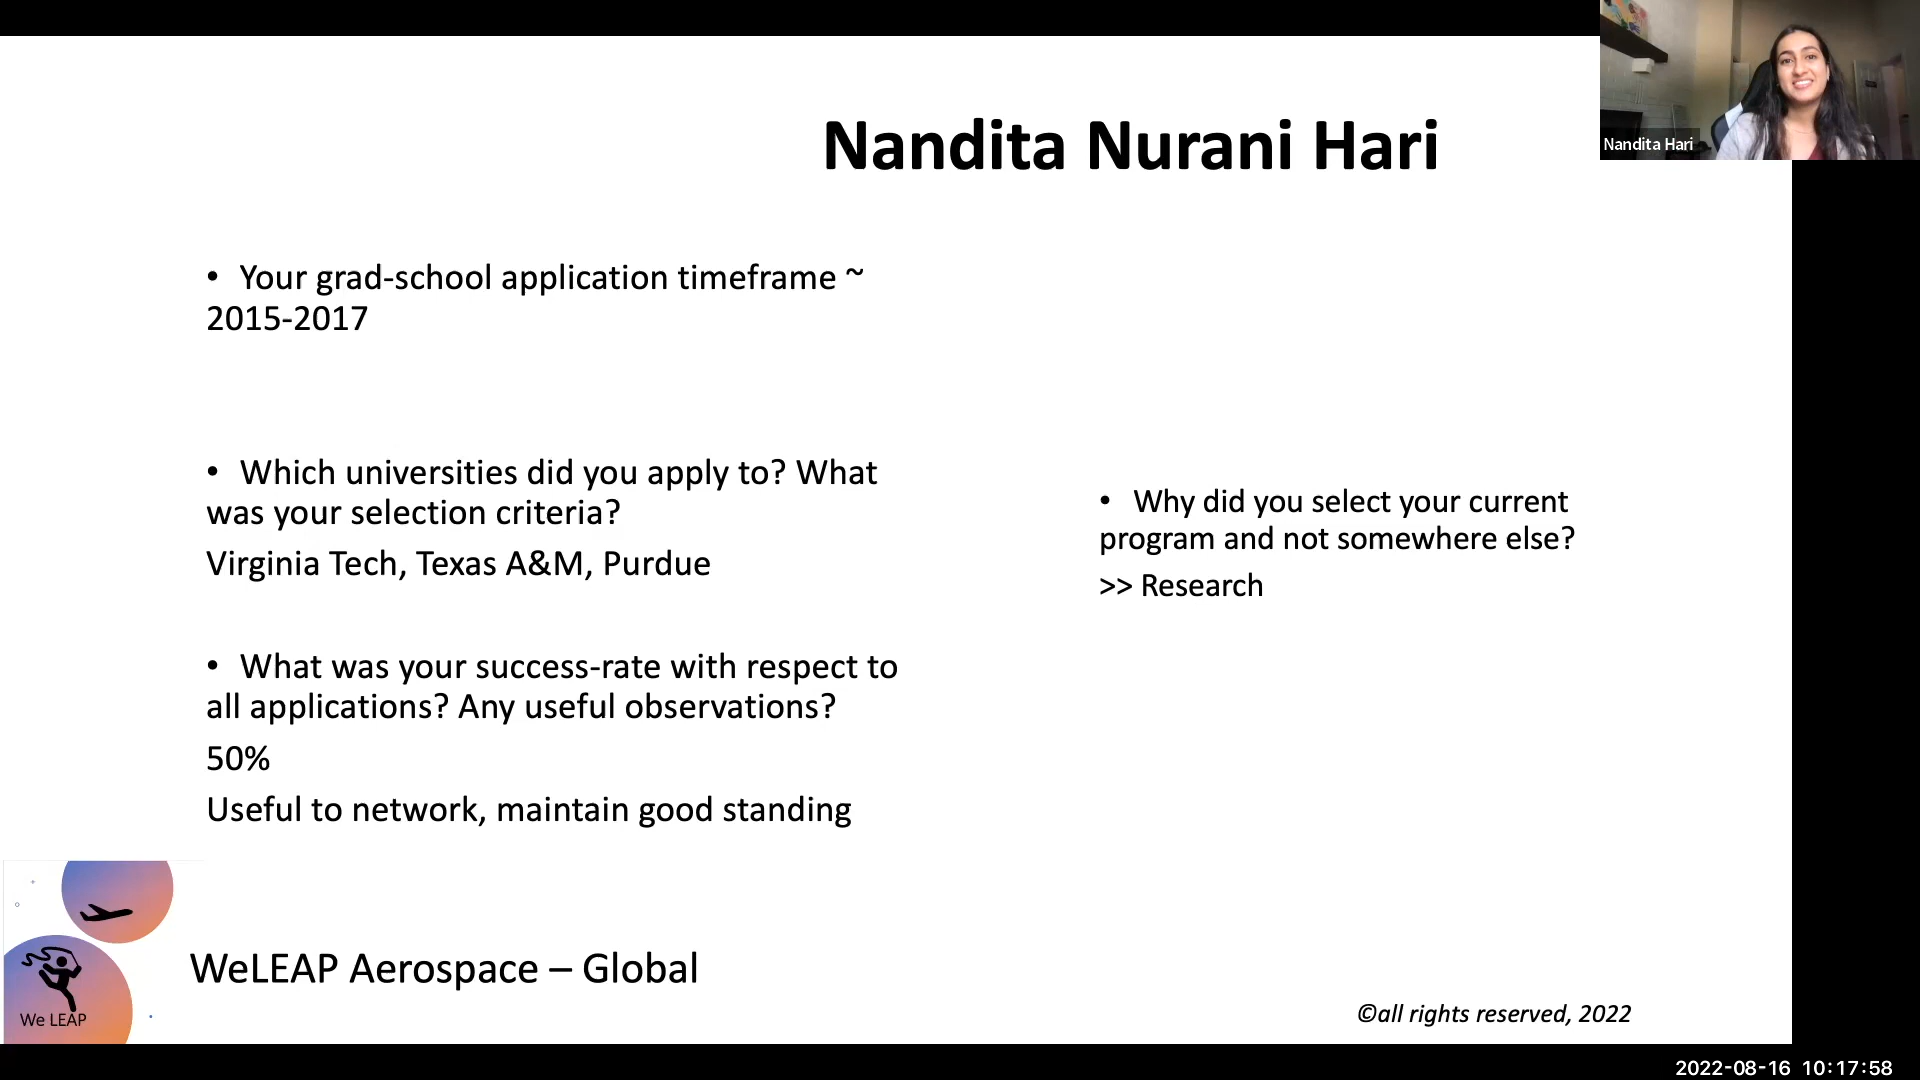 Nandita Nurani Hari
Nandita Hari
• Your grad-school application timeframe ~
2015-2017
• Which universities did you apply to? What
was your selection criteria?
Virginia Tech, Texas A&M, Purdue
• What was your success-rate with respect to
all applications? Any useful observations?
50%
Useful to network, maintain good standing
• Why did you select your current
program and not somewhere else?
>> Research
We LEAP
WeLEAP Aerospace – Global
©all rights reserved, 2022
2022-08-16 10:17:58